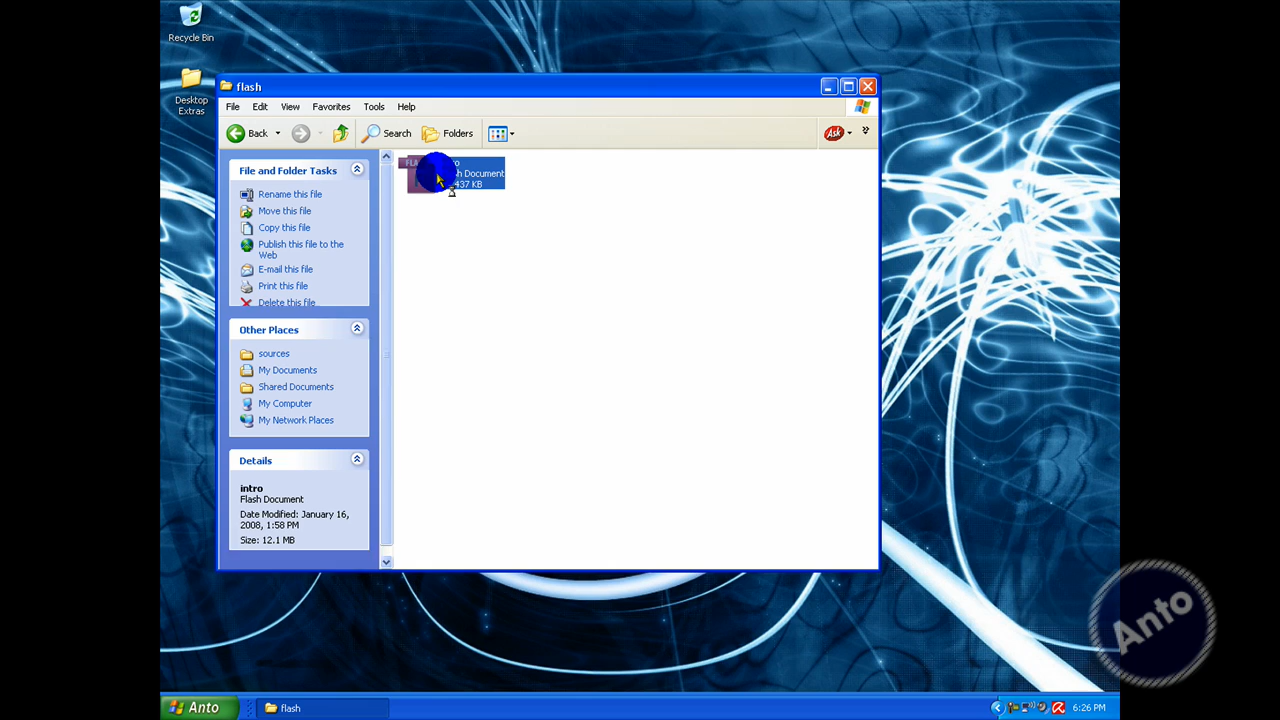 Recycle Bin
Desktop
Extras
flash
File Edit View Favorites Tools Help
Back Search Folders Ask »
File and Folder Tasks
Rename this file
Move this file
Copy this file
Publish this file to the
Web
E-mail this file
Print this file
Delete this file
Other Places
sources
My Documents
Shared Documents
My Computer
My Network Places
Details
intro
Flash Document
Date Modified: January 16,
2008, 1:58 PM
Size: 12.1 MB
Document
437 KB
Anto
Anto flash 6:26 PM